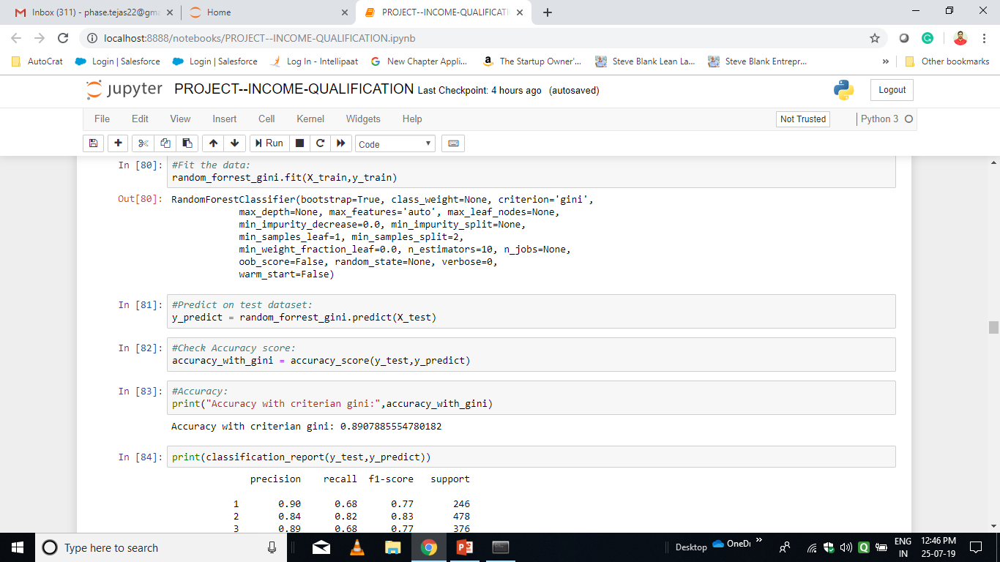 Inbox (311) - phase.tejas22@gma
Home
PROJECT--INCOME-QUALIFICATI
localhost:8888/notebooks/PROJECT--INCOME-QUALIFICATION.ipynb
AutoCrat
Login | Salesforce
Login | Salesforce
Log In - Intellipaat
New Chapter Appli...
The Startup Owner'...
Steve Blank Lean La...
Steve Blank Entrepr...
»
Other bookmarks
jupyter PROJECT--INCOME-QUALIFICATION Last Checkpoint: 4 hours ago (autosaved)
Logout
File Edit View Insert Cell Kernel Widgets Help
Not Trusted
Python 3
Run
Code
In [80]: #Fit the data:
random_forrest_gini.fit(X_train,y_train)
Out[80]: RandomForestClassifier(bootstrap=True, class_weight=None, criterion='gini',
max_depth=None, max_features='auto', max_leaf_nodes=None,
min_impurity_decrease=0.0, min_impurity_split=None,
min_samples_leaf=1, min_samples_split=2,
min_weight_fraction_leaf=0.0, n_estimators=10, n_jobs=None,
oob_score=False, random_state=None, verbose=0,
warm_start=False)
In [81]: #Predict on test dataset:
y_predict = random_forrest_gini.predict(X_test)
In [82]: #Check Accuracy score:
accuracy_with_gini = accuracy_score(y_test,y_predict)
In [83]: #Accuracy:
print("Accuracy with criterian gini:",accuracy_with_gini)
Accuracy with criterian gini: 0.8907885554780182
In [84]: print(classification_report(y_test,y_predict))
precision recall f1-score support
1 0.90 0.68 0.77 246
2 0.84 0.82 0.83 478
3 0.89 0.68 0.77 376
Type here to search
Desktop
OneDr
»
ENG
IN
12:46 PM
25-07-19